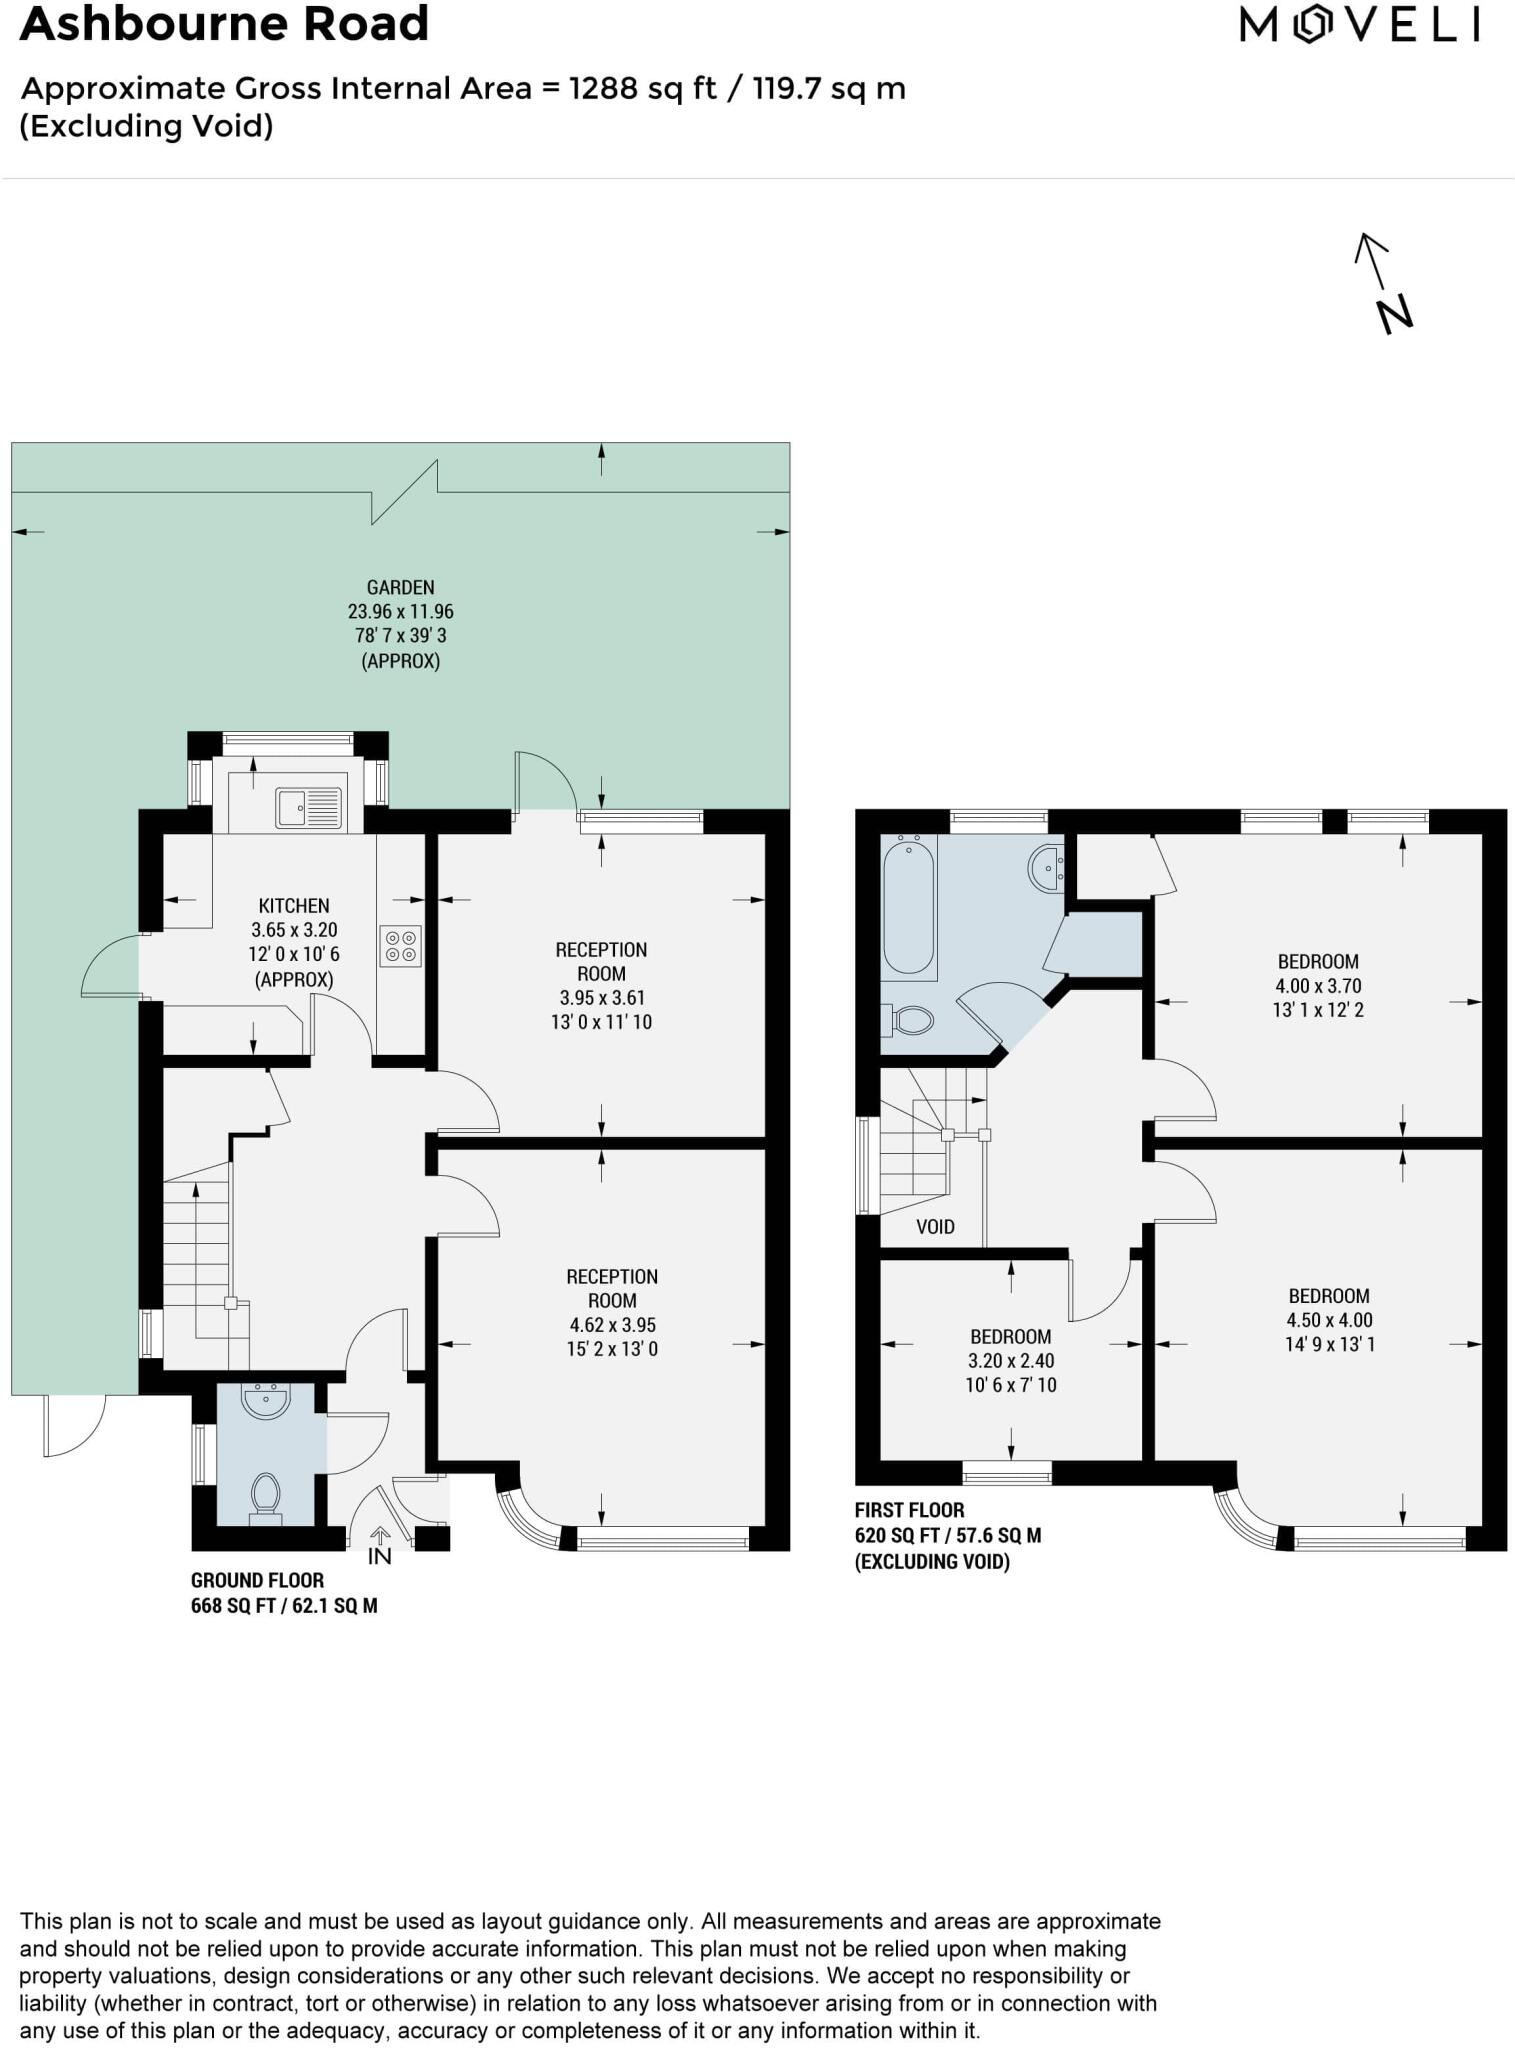 Ashbourne Road
MOVELI
Approximate Gross Internal Area = 1288 sq ft / 119.7 sq m
(Excluding Void)
N
GARDEN
23.96 x 11.96
78' 7 x 39' 3
(APPROX)
KITCHEN
3.65 x 3.20
12' 0 x 10' 6
(APPROX)
RECEPTION
ROOM
3.95 x 3.61
13' 0 x 11' 10
RECEPTION
ROOM
4.62 x 3.95
15' 2 x 13' 0
IN
GROUND FLOOR
668 SQ FT / 62.1 SQ M
BEDROOM
4.00 x 3.70
13' 1 x 12' 2
VOID
BEDROOM
3.20 x 2.40
10' 6 x 7' 10
BEDROOM
4.50 x 4.00
14' 9 x 13' 1
FIRST FLOOR
620 SQ FT / 57.6 SQ M
(EXCLUDING VOID)
This plan is not to scale and must be used as layout guidance only. All measurements and areas are approximate
and should not be relied upon to provide accurate information. This plan must not be relied upon when making
property valuations, design considerations or any other such relevant decisions. We accept no responsibility or
liability (whether in contract, tort or otherwise) in relation to any loss whatsoever arising from or in connection with
any use of this plan or the adequacy, accuracy or completeness of it or any information within it.